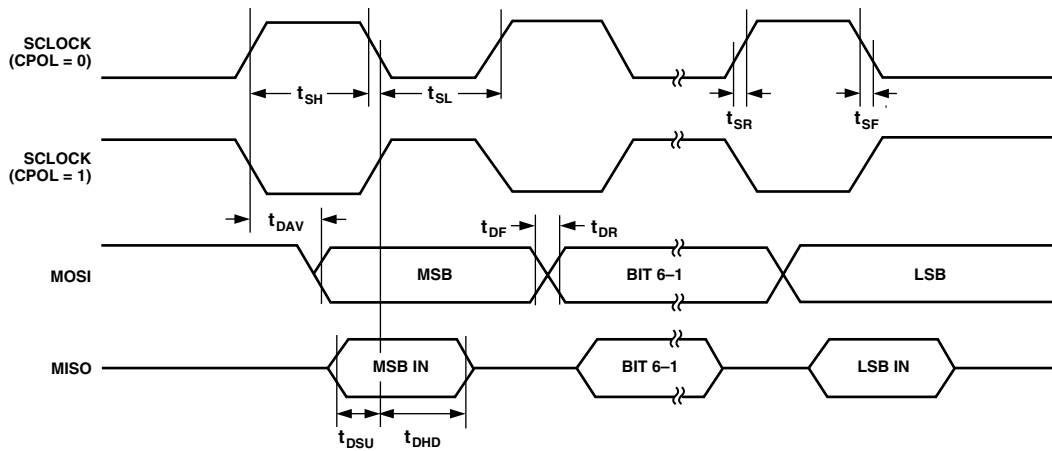 SCLOCK
(CPOL = 0)
tSH
tSL
tSR
tSF
SCLOCK
(CPOL = 1)
tDAV
tDF
tDR
MOSI
MSB
BIT 6–1
LSB
MISO
MSB IN
BIT 6–1
LSB IN
tDSU
tDHD